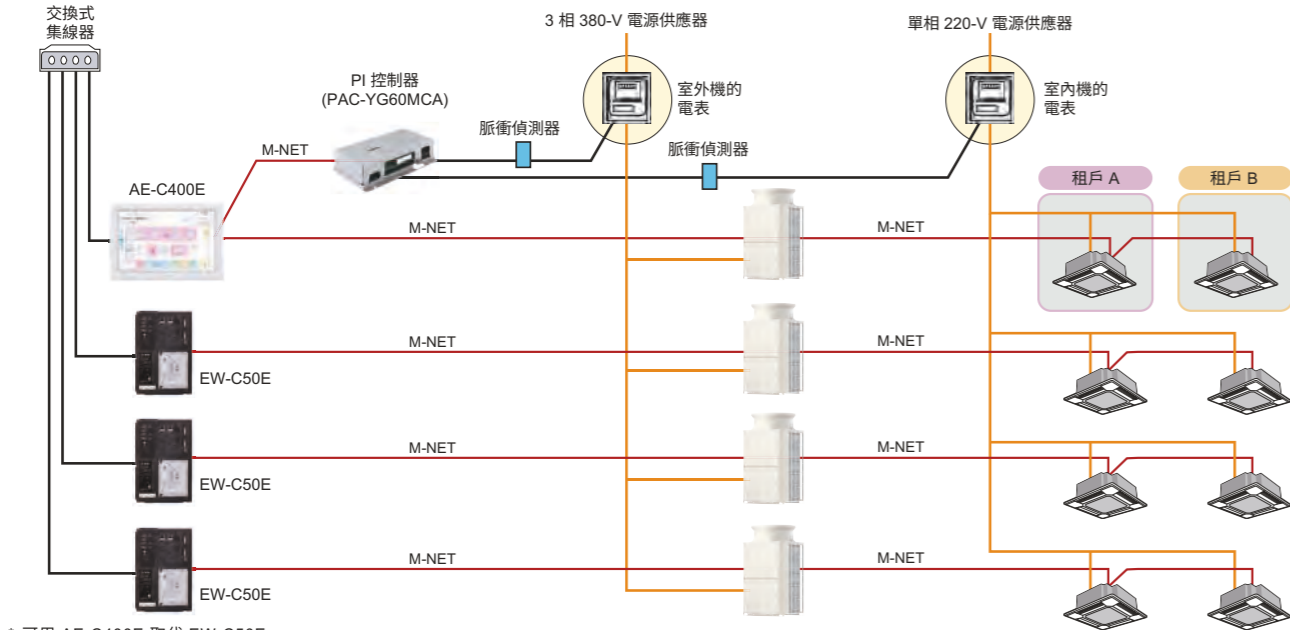 交換式
集線器
3 相 380-V 電源供應器
單相 220-V 電源供應器
PI 控制器
(PAC-YG60MCA)
室外機的
電表
室內機的
電表
脈衝偵測器
脈衝偵測器
M-NET
AE-C400E
租戶 A
租戶 B
M-NET
M-NET
M-NET
M-NET
EW-C50E
M-NET
M-NET
EW-C50E
M-NET
M-NET
EW-C50E